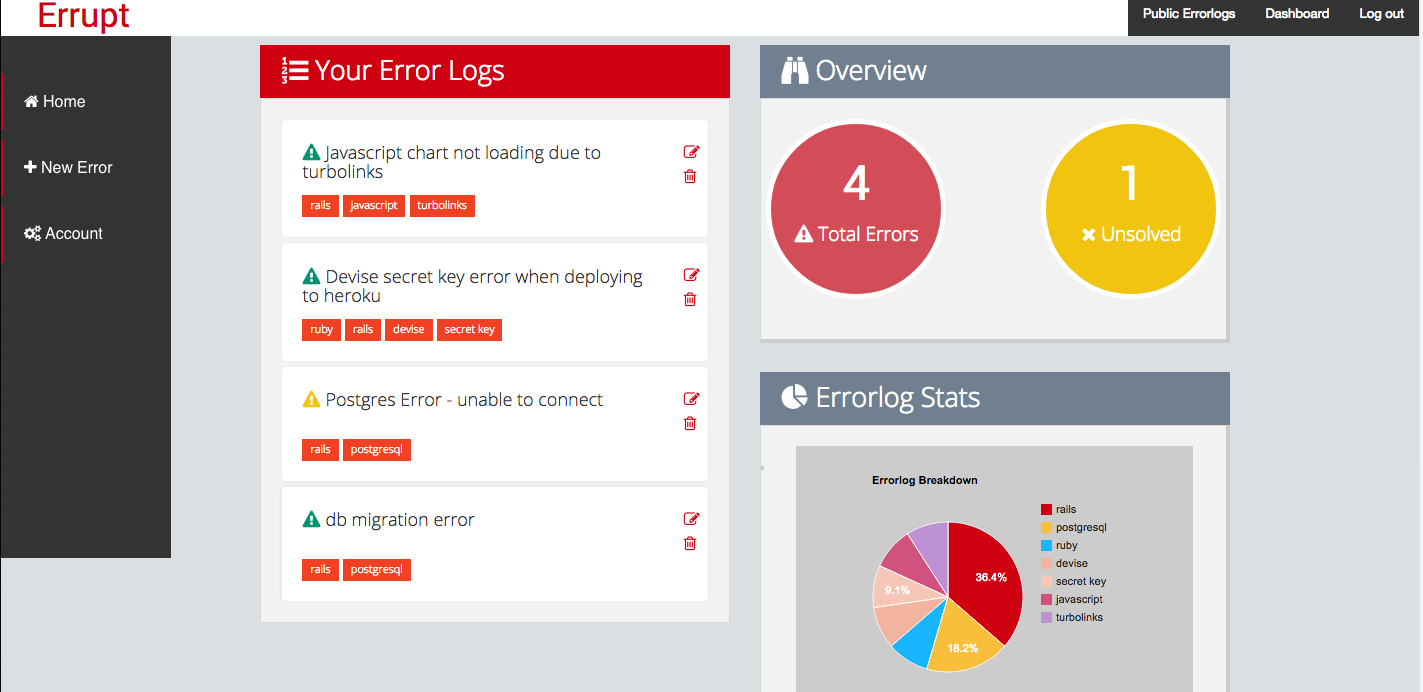 Errupt
Public Errorlogs
Dashboard
Log out
Home
New Error
Account
1
2
3
Your Error Logs
Javascript chart not loading due to
turbolinks
rails javascript turbolinks
Devise secret key error when deploying
to heroku
ruby rails devise secret key
Postgres Error - unable to connect
rails postgresql
db migration error
rails postgresql
Overview
4
Total Errors
1
Unsolved
Errorlog Stats
Errorlog Breakdown
36.4%
18.2%
9.1%
rails
postgresql
ruby
devise
secret key
javascript
turbolinks